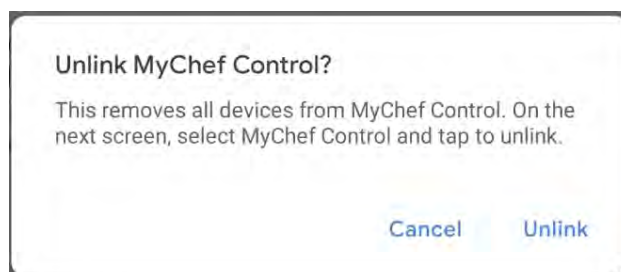 Unlink MyChef Control?
This removes all devices from MyChef Control. On the
next screen, select MyChef Control and tap to unlink.
Cancel Unlink